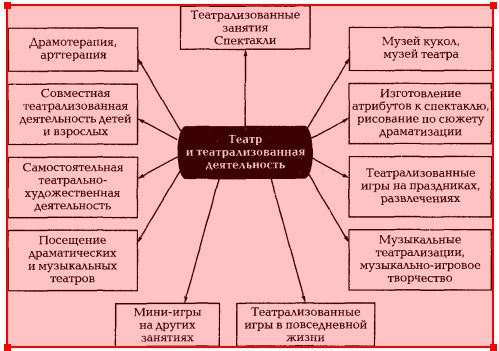 Театрализованные
занятия
Спектакли
Драмотерапия,
арттерапия
Музей кукол,
музей театра
Совместная
театрализованная
деятельность детей
и взрослых
Изготовление
атрибутов к спектаклю,
рисование по сюжету
драматизации
Театр
и театрализованная
деятельность
Самостоятельная
театрально-
художественная
деятельность
Театрализованные
игры на праздниках,
развлечениях
Посещение
драматических
и музыкальных
театров
Музыкальные
театрализации,
музыкально-игровое
творчество
Мини-игры
на других
занятиях
Театрализованные
игры в повседневной
жизни